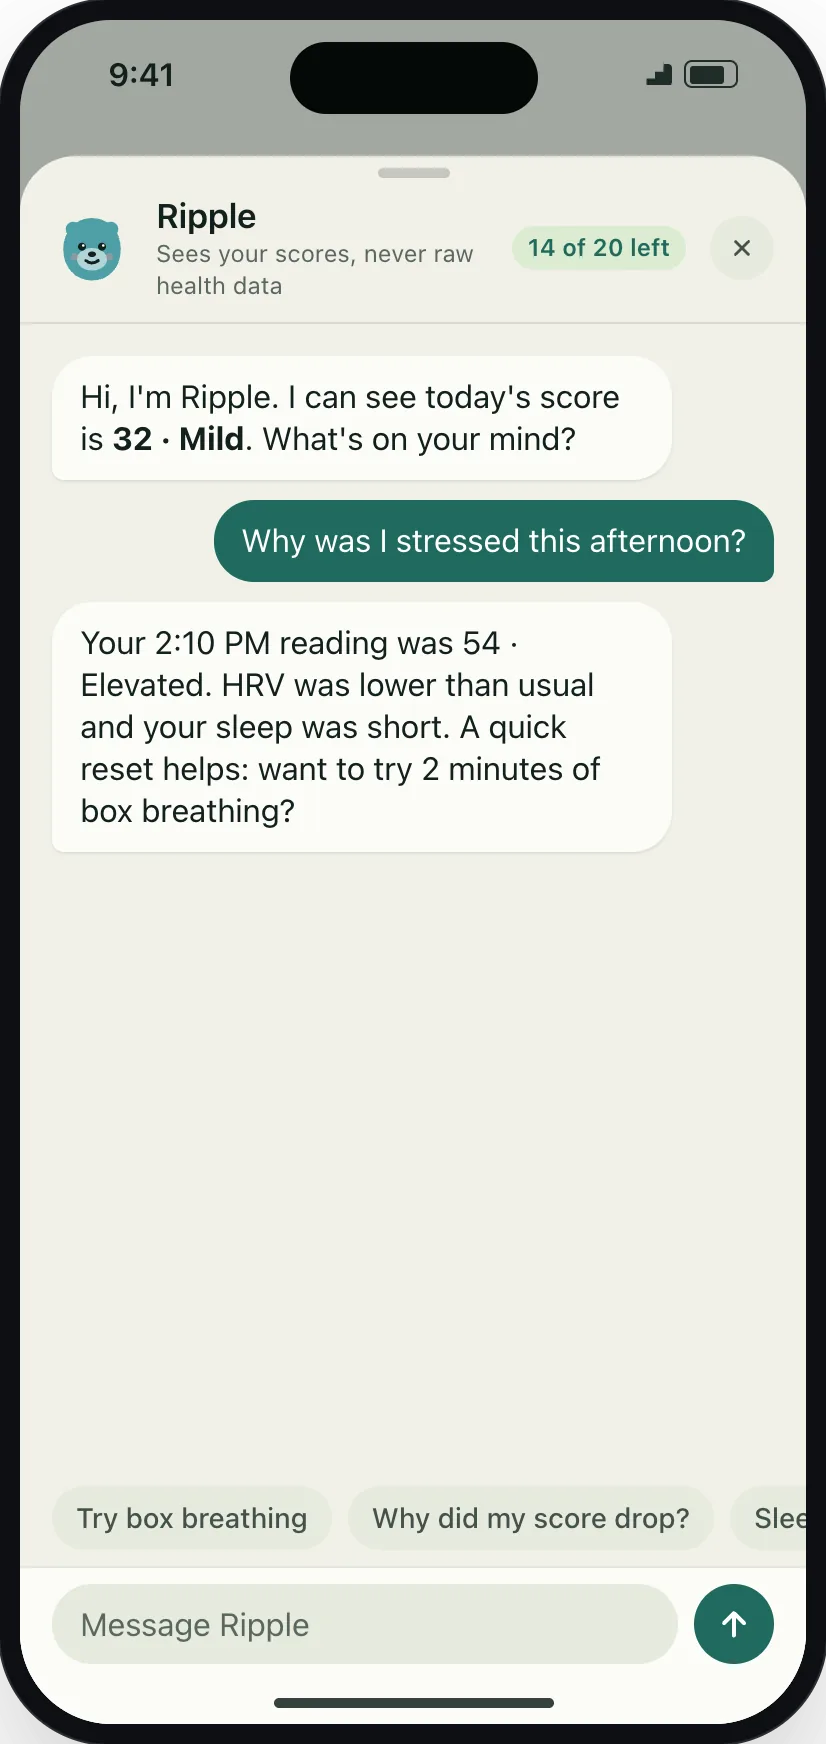 9:41
Ripple
Sees your scores, never raw
health data
14 of 20 left
Hi, I'm Ripple. I can see today's score
is 32 · Mild. What's on your mind?
Why was I stressed this afternoon?
Your 2:10 PM reading was 54 ·
Elevated. HRV was lower than usual
and your sleep was short. A quick
reset helps: want to try 2 minutes of
box breathing?
Try box breathing
Why did my score drop?
Slee
Message Ripple